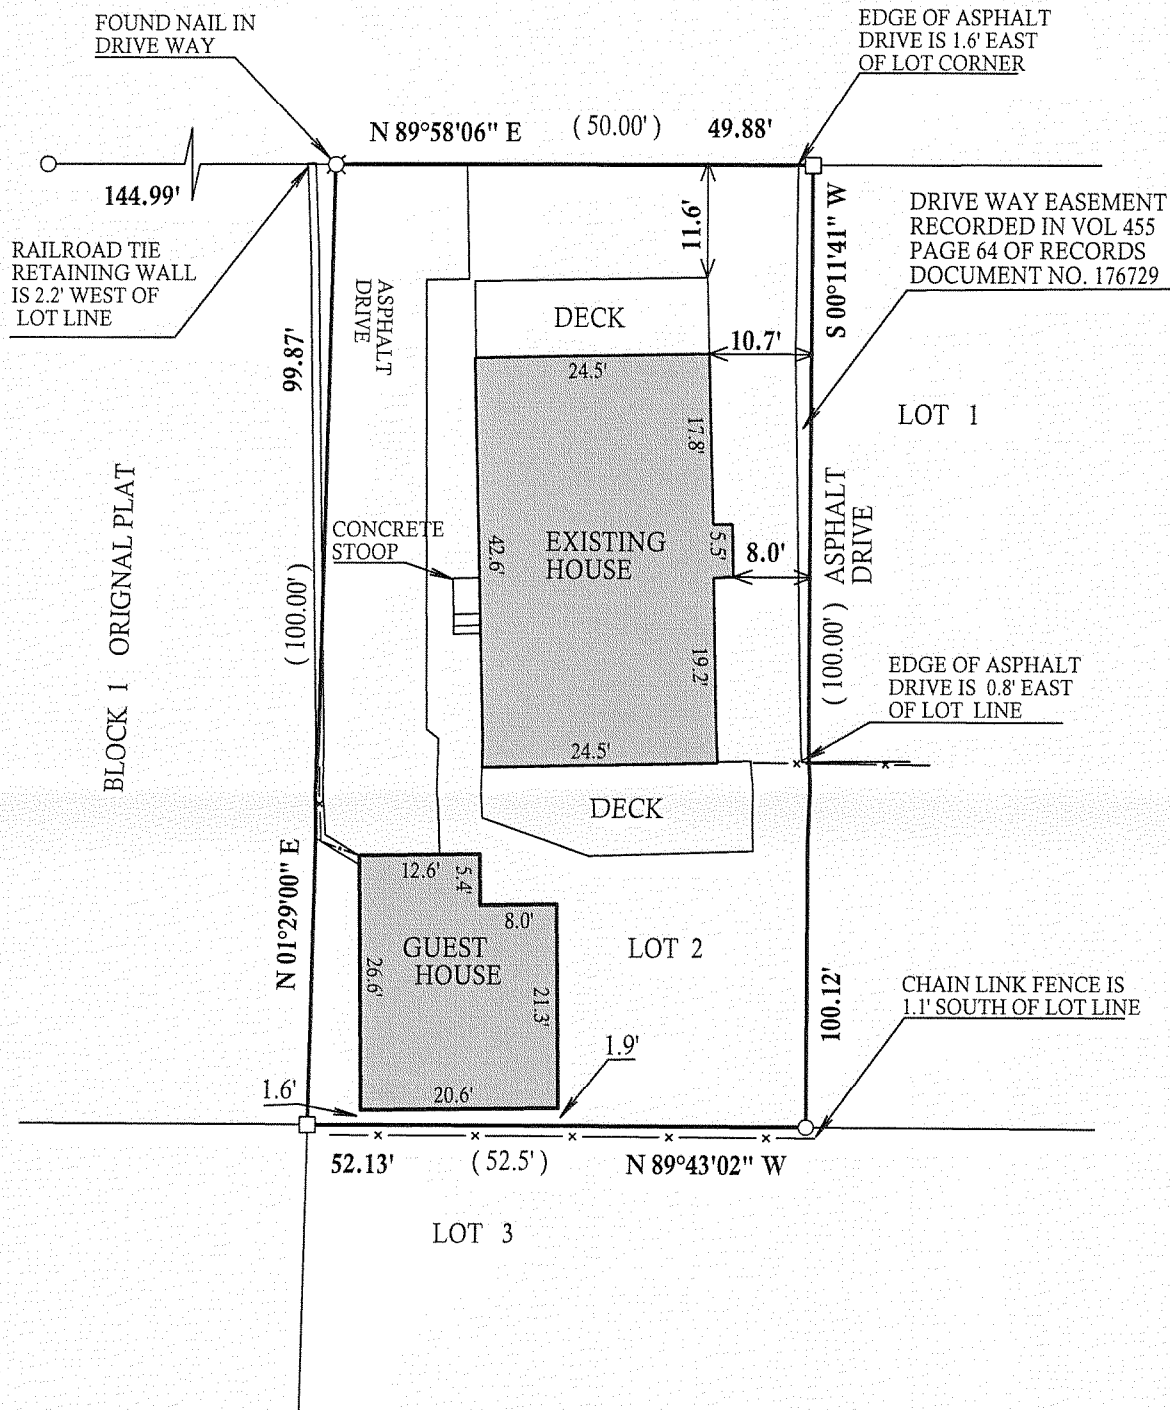 FOUND NAIL IN
DRIVE WAY
EDGE OF ASPHALT
DRIVE IS 1.6' EAST
OF LOT CORNER
N 89°58'06" E
( 50.00' )
49.88'
144.99'
11.6'
S 00°11'41" W
DRIVE WAY EASEMENT
RECORDED IN VOL 455
PAGE 64 OF RECORDS
DOCUMENT NO. 176729
RAILROAD TIE
RETAINING WALL
IS 2.2' WEST OF
LOT LINE
ASPHALT
DRIVE
DECK
10.7'
99.87'
24.5'
17.8'
LOT 1
BLOCK 1 ORIGNAL PLAT
CONCRETE
STOOP
42.6'
EXISTING
HOUSE
5.5'
8.0'
ASPHALT
DRIVE
( 100.00' )
( 100.00' )
19.2'
EDGE OF ASPHALT
DRIVE IS 0.8' EAST
OF LOT LINE
24.5'
DECK
N 01°29'00" E
12.6'
5.4'
8.0'
GUEST
HOUSE
26.6'
21.3'
LOT 2
100.12'
CHAIN LINK FENCE IS
1.1' SOUTH OF LOT LINE
1.9'
1.6'
20.6'
52.13'
( 52.5' )
N 89°43'02" W
LOT 3